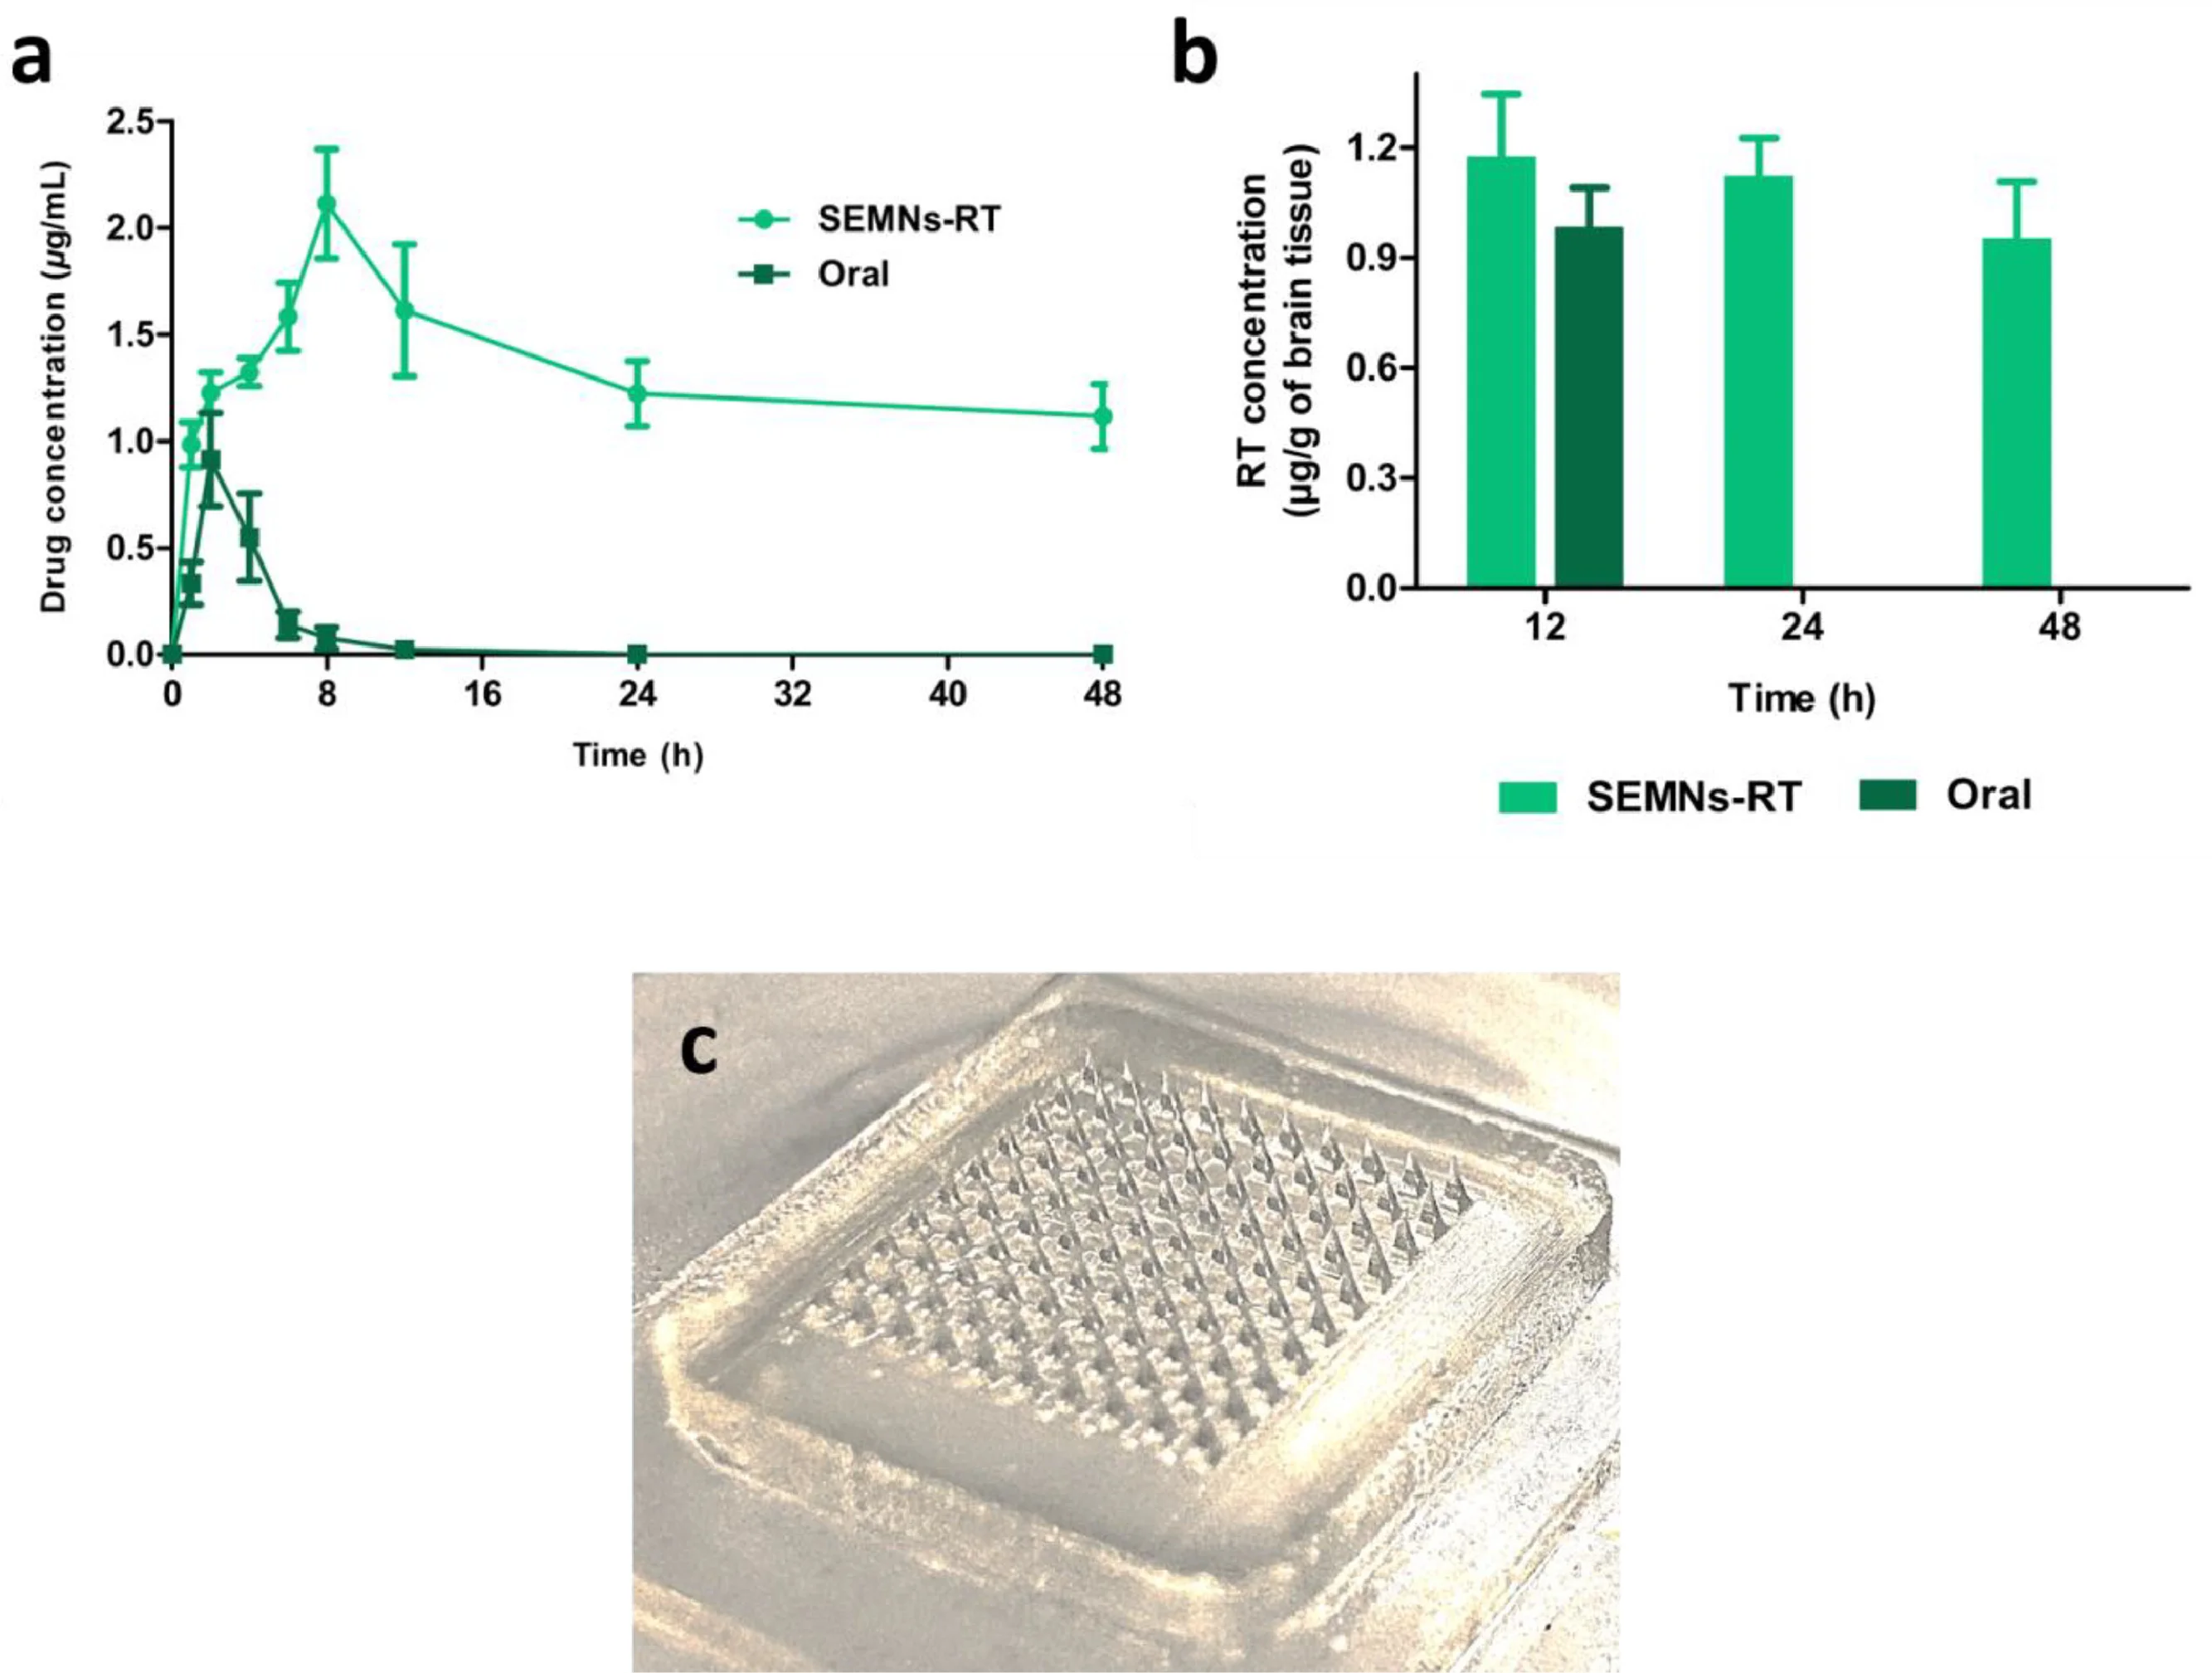 a
2.5
2.0
1.5
1.0
0.5
0.0
Drug concentration (µg/mL)
SEMNs-RT
Oral
0 8 16 24 32 40 48
Time (h)
b
1.2
0.9
0.6
0.3
0.0
RT concentration
(µg/g of brain tissue)
12 24 48
Time (h)
SEMNs-RT Oral
c